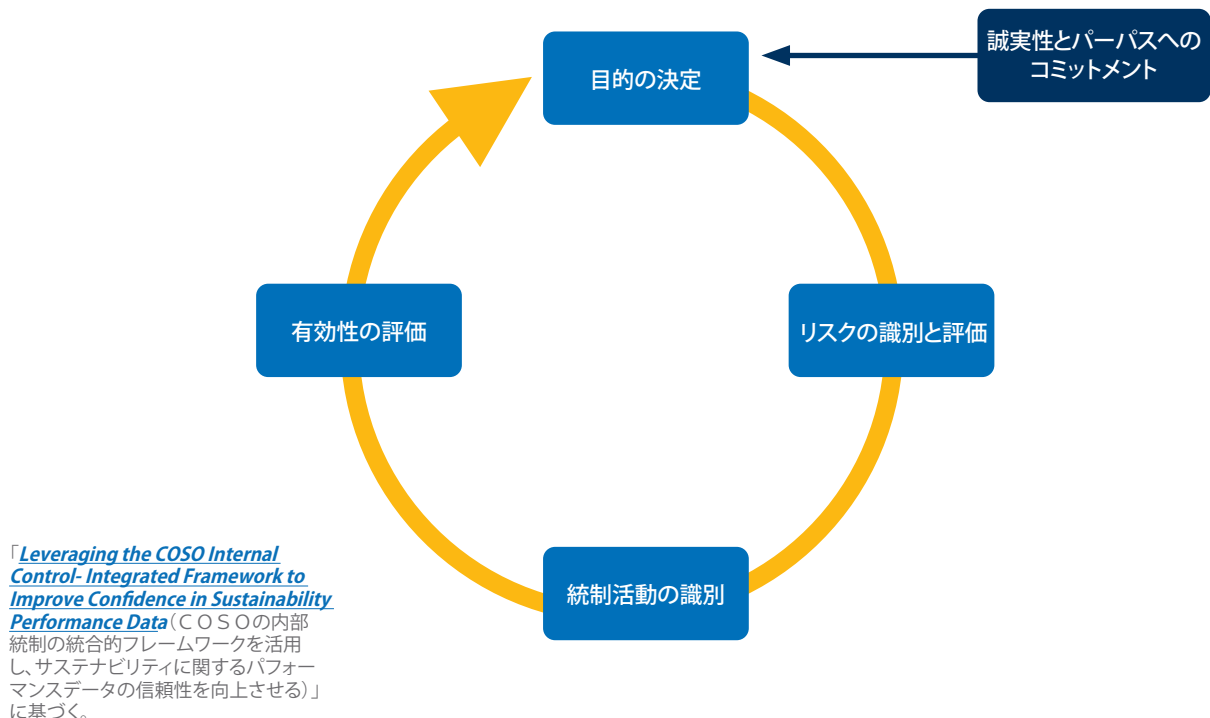 誠実性とパーパスへの
コミットメント
目的の決定
リスクの識別と評価
統制活動の識別
有効性の評価
「Leveraging the COSO Internal
Control- Integrated Framework to
Improve Confidence in Sustainability
Performance Data(COSOの内部
統制の統合的フレームワークを活用
し、サステナビリティに関するパフォー
マンスデータの信頼性を向上させる)」
に基づく。